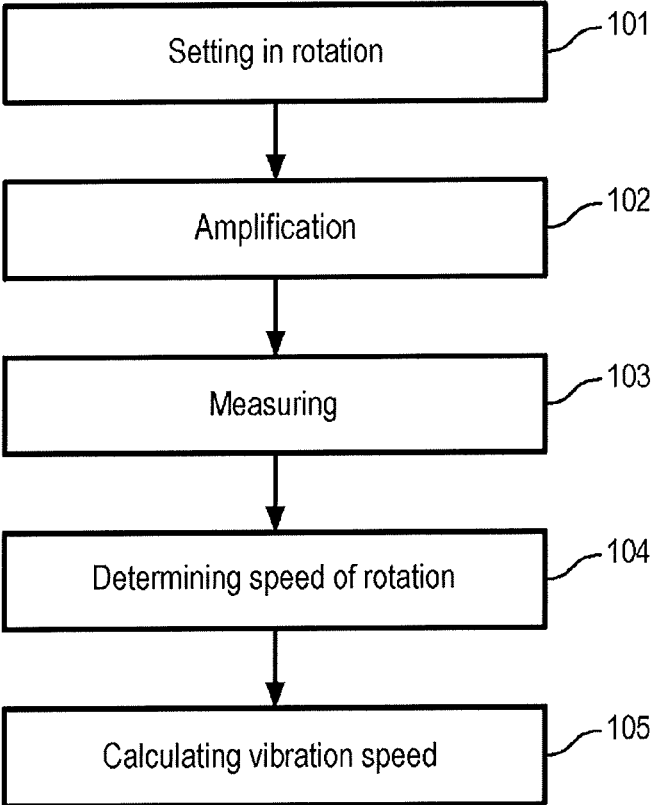 Setting in rotation
101
Amplification
102
Measuring
103
Determining speed of rotation
104
Calculating vibration speed
105